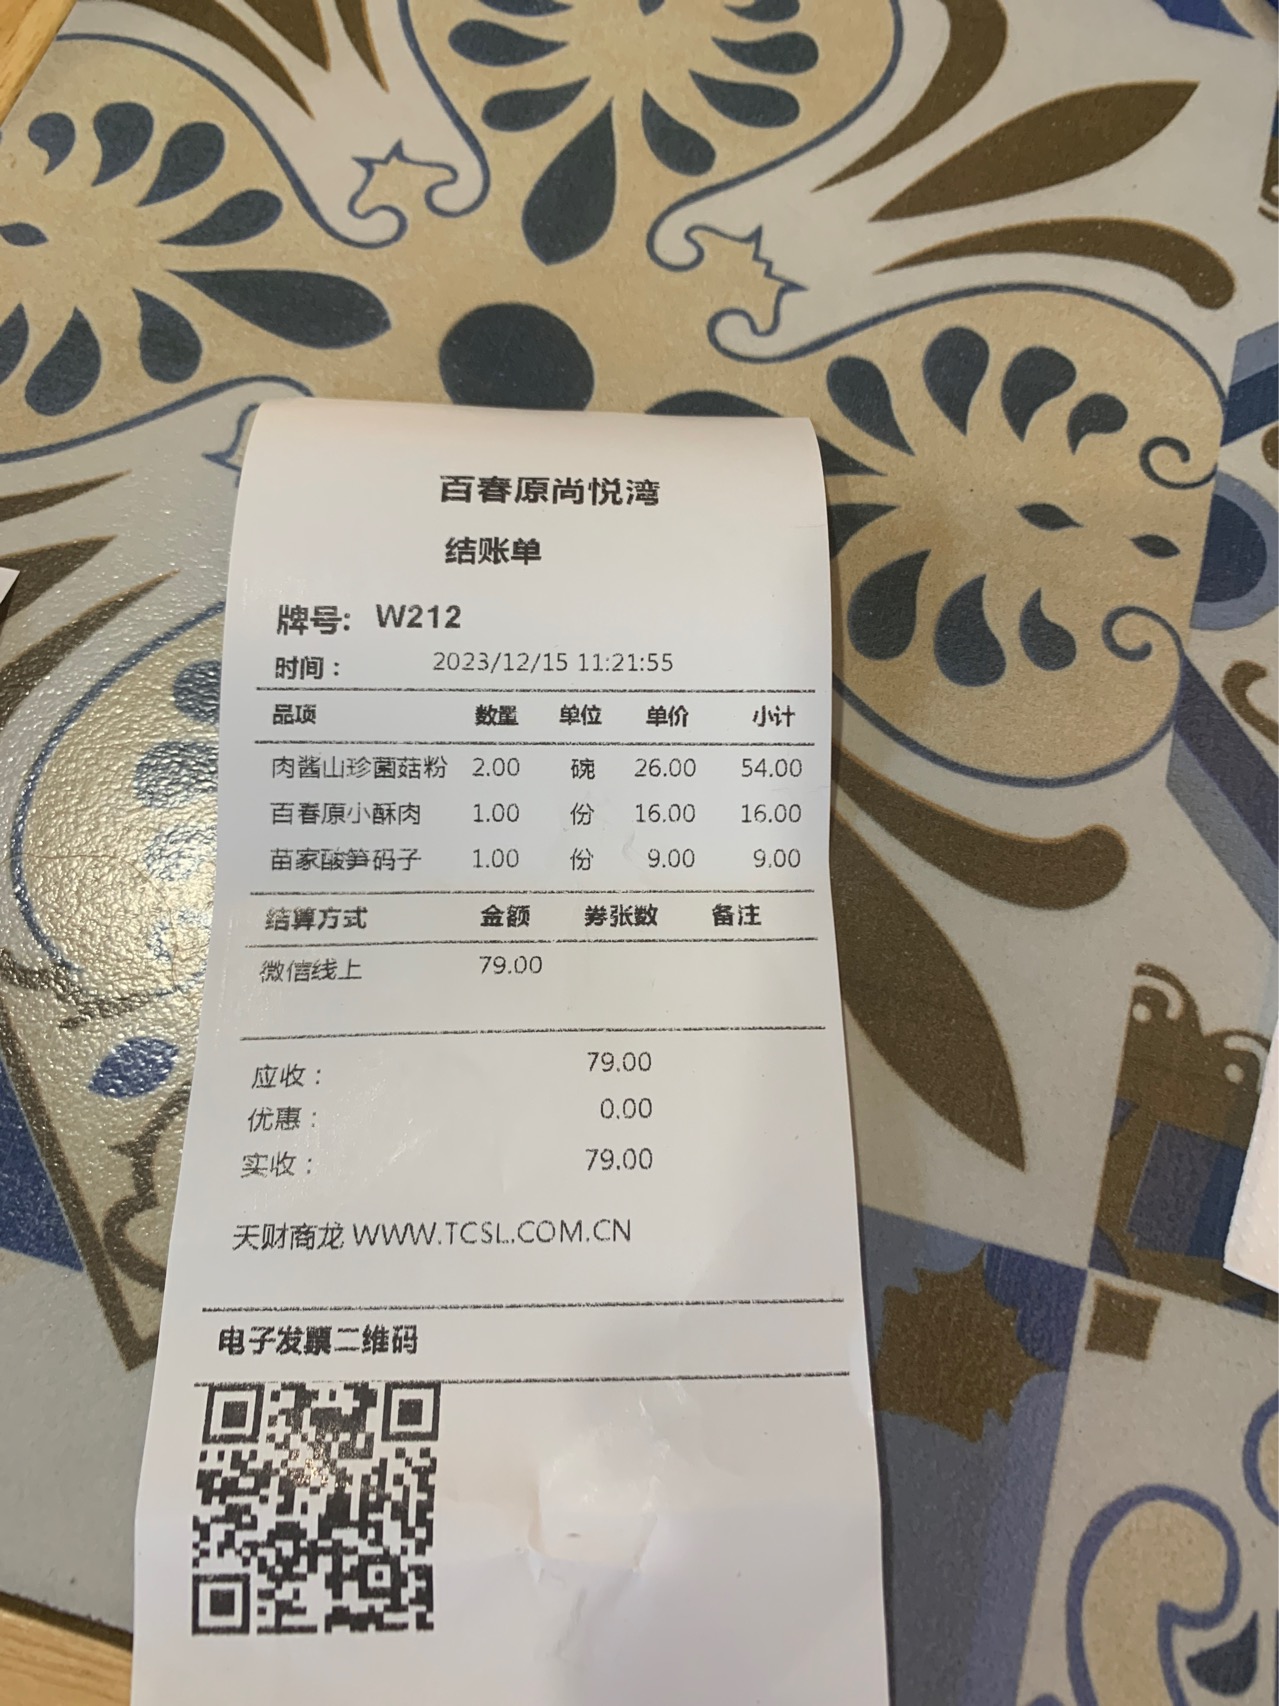 百春原尚悦湾
结账单
牌号: W212
时间： 2023/12/15 11:21:55
品项 数量 单位 单价 小计
肉酱山珍菌菇粉 2.00 碗 26.00 54.00
百春原小酥肉 1.00 份 16.00 16.00
苗家酸笋码子 1.00 份 9.00 9.00
结算方式 金额 券张数 备注
微信线上 79.00
应收： 79.00
优惠： 0.00
实收： 79.00
天财商龙 WWW.TCSL.COM.CN
电子发票二维码